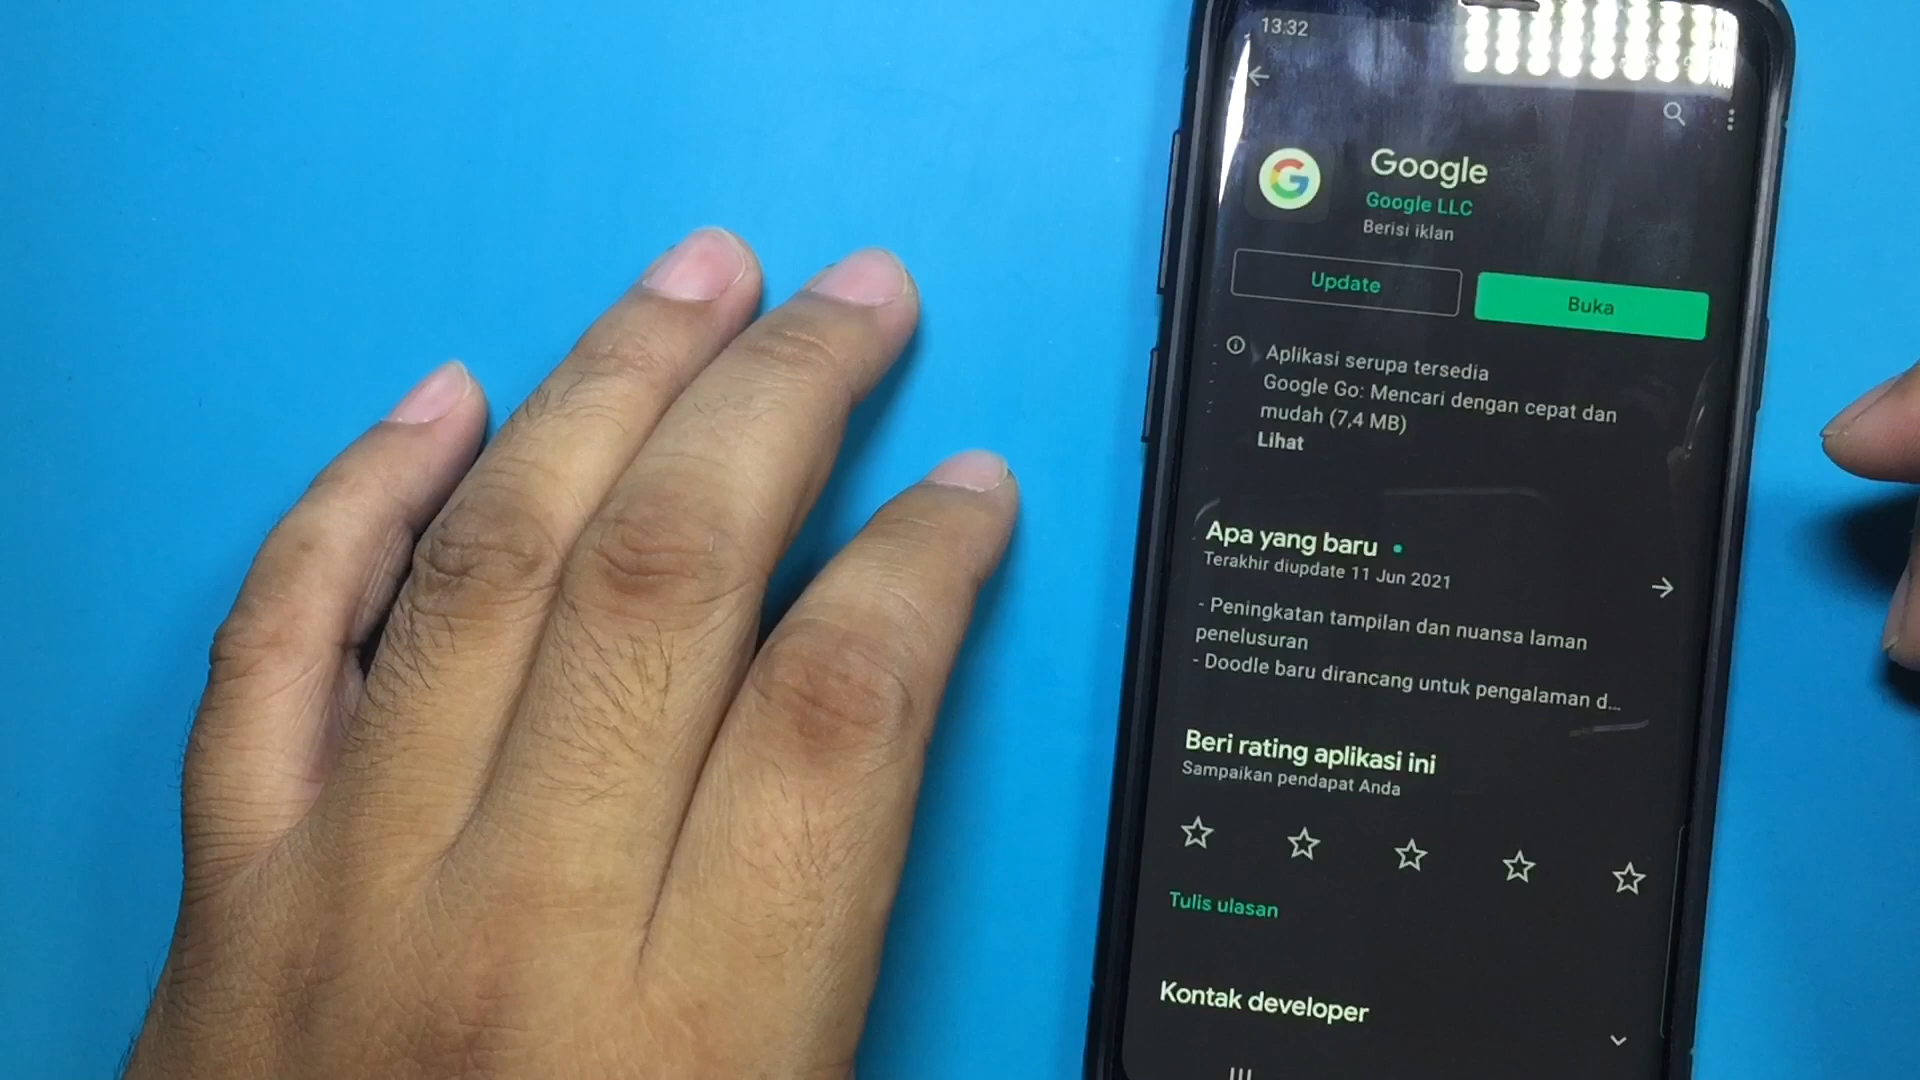 13.32
Google
Google LLC
Berisi iklan
Update
Buka
Aplikasi serupa tersedia
Google Go: Mencari dengan cepat dan
mudah (7,4 MB)
Lihat
Apa yang baru
Terakhir diupdate 11 Jun 2021
- Peningkatan tampilan dan nuansa laman
penelusuran
- Doodle baru dirancang untuk pengalaman d...
Beri rating aplikasi ini
Sampaikan pendapat Anda
Tulis ulasan
Kontak developer